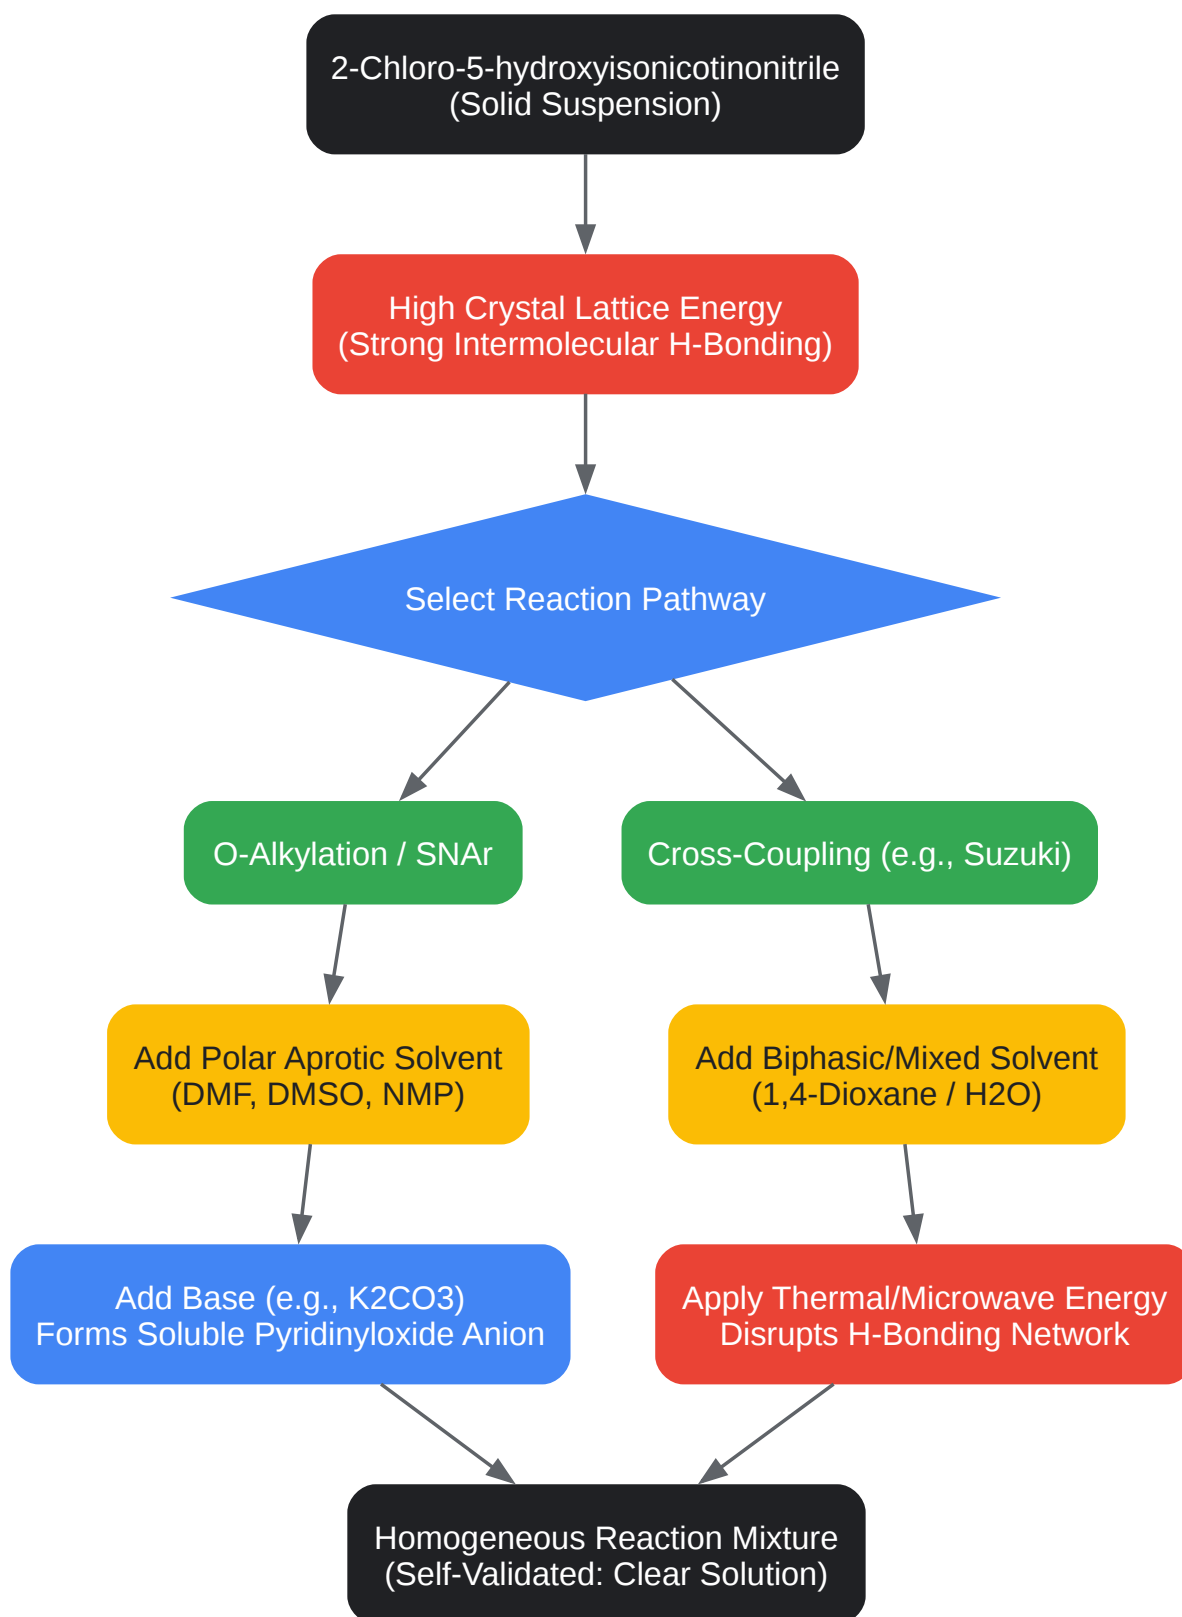 2-Chloro-5-hydroxyisonicotinonitrile
(Solid Suspension)
High Crystal Lattice Energy
(Strong Intermolecular H-Bonding)
Select Reaction Pathway
O-Alkylation / SNAr
Cross-Coupling (e.g., Suzuki)
Add Polar Aprotic Solvent
(DMF, DMSO, NMP)
Add Biphasic/Mixed Solvent
(1,4-Dioxane / H2O)
Add Base (e.g., K2CO3)
Forms Soluble Pyridinyloxide Anion
Apply Thermal/Microwave Energy
Disrupts H-Bonding Network
Homogeneous Reaction Mixture
(Self-Validated: Clear Solution)